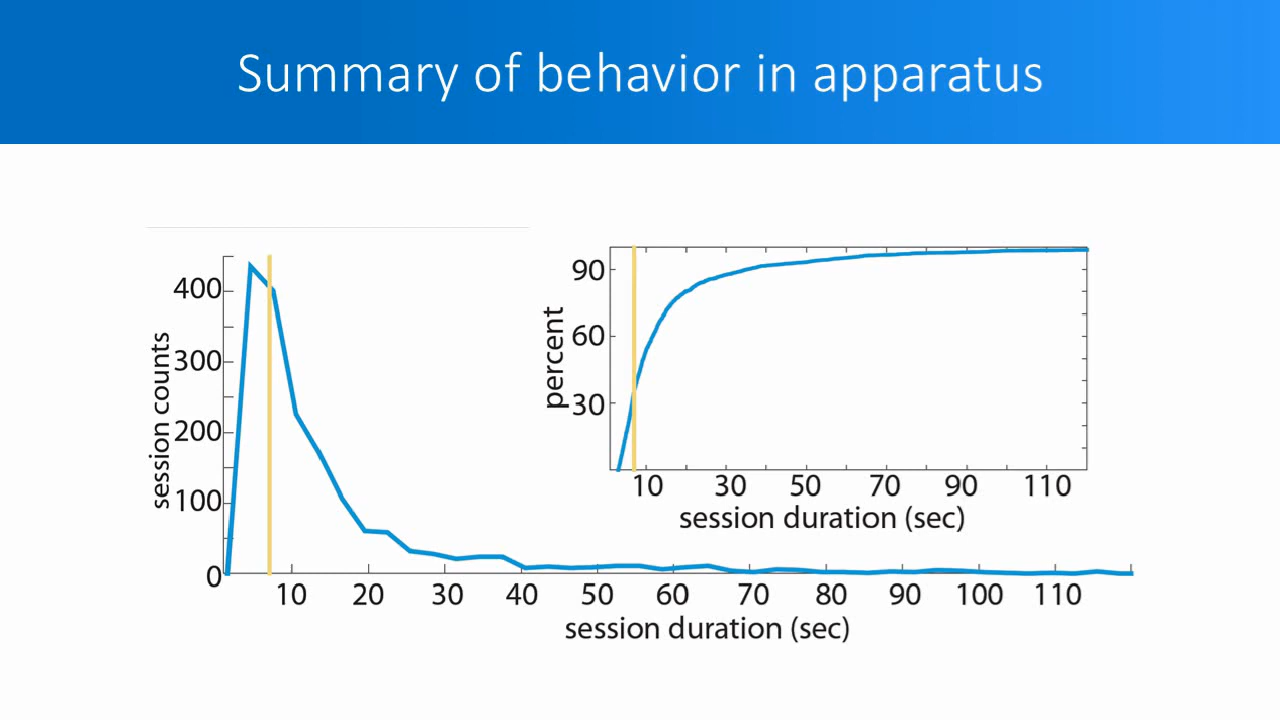 Summary of behavior in apparatus
session counts
400
300
200
100
0
10 20 30 40 50 60 70 80 90 100 110
session duration (sec)
percent
90
60
30
10 30 50 70 90 110
session duration (sec)